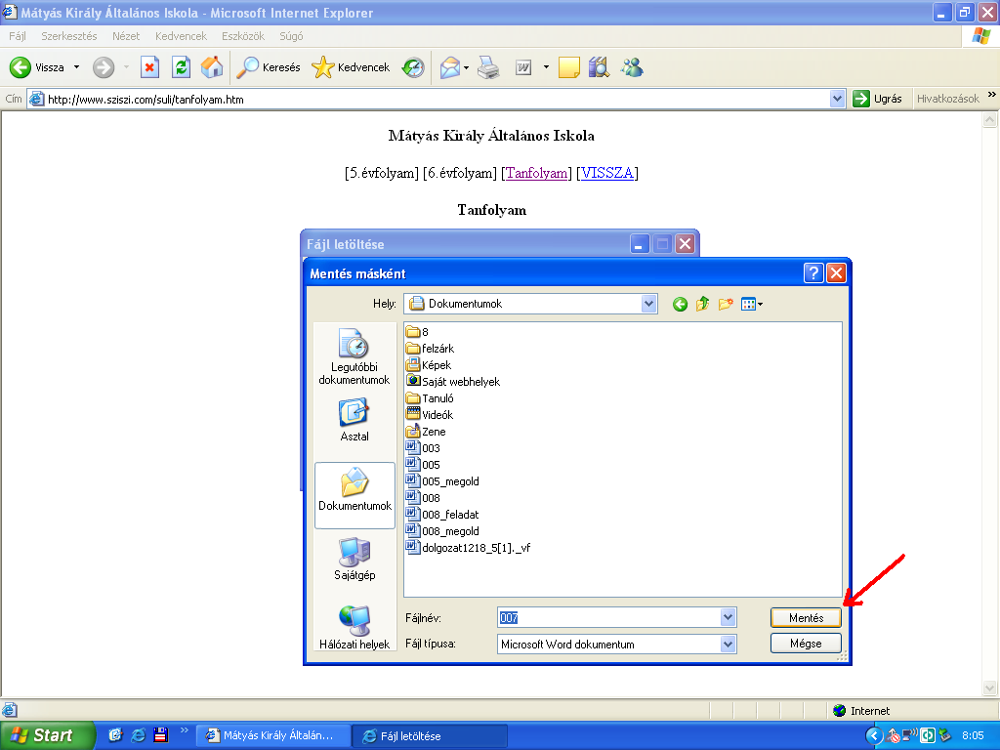 Mátyás Király Általános Iskola - Microsoft Internet Explorer
Fájl Szerkesztés Nézet Kedvencek Eszközök Súgó
Vissza Keresés Kedvencek
Cím http://www.sziszi.com/suli/tanfolyam.htm Ugrás Hivatkozások »
Mátyás Király Általános Iskola
[5.évfolyam] [6.évfolyam] [Tanfolyam] [VISSZA]
Tanfolyam
Fájl letöltése
Mentés másként
Hely: Dokumentumok
Legutóbbi
dokumentumok
Asztal
Dokumentumok
Sajátgép
Hálózati helyek
8
felzárk
Képek
Saját webhelyek
Tanuló
Videók
Zene
003
005
005_megold
008
008_feladat
008_megold
dolgozat1218_5[1]._vf
Fájlnév: 007 Mentés
Fájl típusa: Microsoft Word dokumentum Mégse
Internet
Start » Mátyás Király Általán... Fájl letöltése 8:05